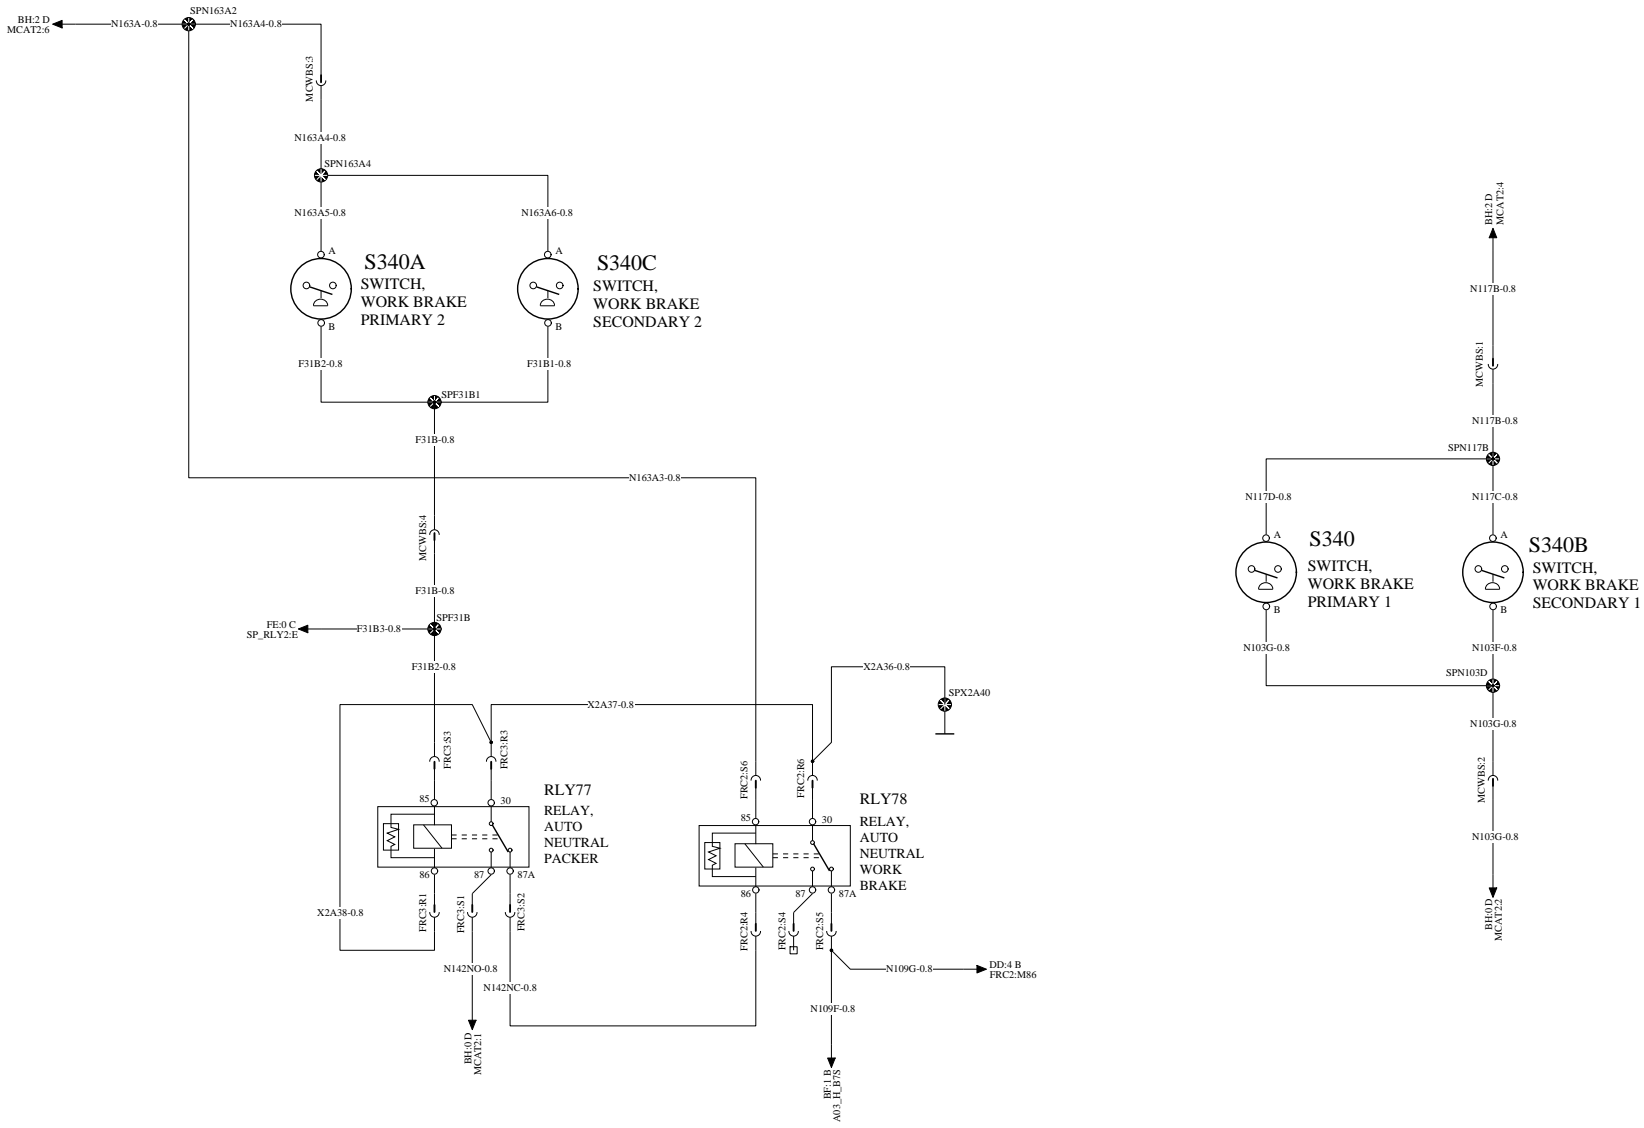 SPN163A2
BH:2 D
MCAT2:6
N163A-0.8
N163A4-0.8
MCWBS:3
N163A4-0.8
SPN163A4
N163A5-0.8
N163A6-0.8
A
S340A
SWITCH,
WORK BRAKE
PRIMARY 2
B
A
S340C
SWITCH,
WORK BRAKE
SECONDARY 2
B
F31B2-0.8
F31B1-0.8
SPF31B1
F31B-0.8
N163A3-0.8
MCWBS:4
F31B-0.8
SPF31B
FE:0 C
SP_RLY2:E
F31B3-0.8
F31B2-0.8
X2A36-0.8
SPX2A40
X2A37-0.8
FRC3:S3
FRC3:R3
FRC2:S6
FRC2:R6
85
30
RLY77
RELAY,
AUTO
NEUTRAL
PACKER
86
87
87A
85
30
RLY78
RELAY,
AUTO
NEUTRAL
WORK
BRAKE
86
87
87A
X2A38-0.8
FRC3:R1
FRC3:S1
FRC3:S2
FRC2:R4
FRC2:S4
FRC2:S5
N142NO-0.8
N142NC-0.8
N109G-0.8
DD:4 B
FRC2:M86
N109F-0.8
BH:0 D
MCAT2:1
BF:1 B
A03_H_B7S
BH:2 D
MCAT2:4
N117B-0.8
MCWBS:1
N117B-0.8
SPN117B
N117D-0.8
N117C-0.8
A
S340
SWITCH,
WORK BRAKE
PRIMARY 1
B
A
S340B
SWITCH,
WORK BRAKE
SECONDARY 1
B
N103G-0.8
N103F-0.8
SPN103D
N103G-0.8
MCWBS:2
N103G-0.8
BH:0 D
MCAT2:2